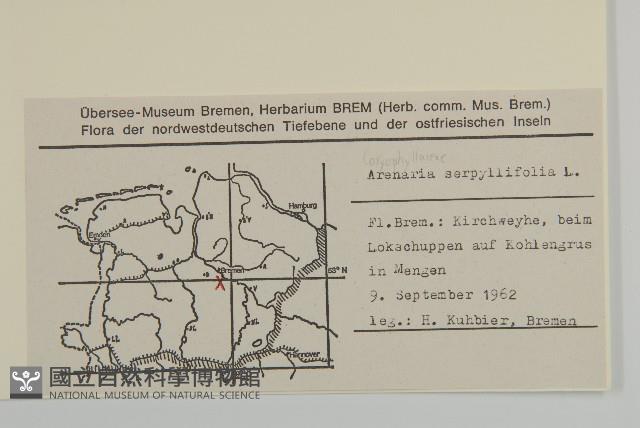 Übersee-Museum Bremen, Herbarium BREM (Herb. comm. Mus. Brem.)
Flora der nordwestdeutschen Tiefebene und der ostfriesischen Inseln
Caryophyllaceae
Arenaria serpyllifolia L.
Fl.Brem.: Kirchweyhe, beim
Lokschuppen auf Kohlengrus
in Mengen
9. September 1962
leg.: H. Kuhbier, Bremen
Hamburg
Emden
Bremen
53° N
Hannover
X
國立自然科學博物館
NATIONAL MUSEUM OF NATURAL SCIENCE